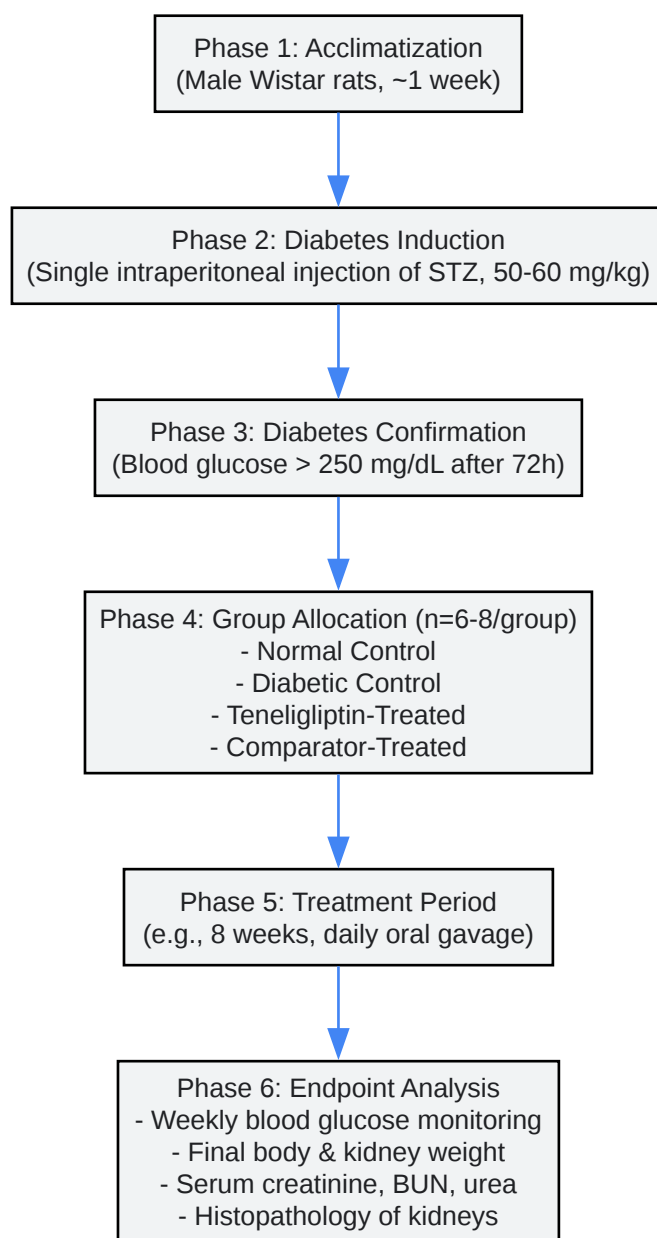 Phase 1: Acclimatization
(Male Wistar rats, ~1 week)
Phase 2: Diabetes Induction
(Single intraperitoneal injection of STZ, 50-60 mg/kg)
Phase 3: Diabetes Confirmation
(Blood glucose > 250 mg/dL after 72h)
Phase 4: Group Allocation (n=6-8/group)
- Normal Control
- Diabetic Control
- Teneligliptin-Treated
- Comparator-Treated
Phase 5: Treatment Period
(e.g., 8 weeks, daily oral gavage)
Phase 6: Endpoint Analysis
- Weekly blood glucose monitoring
- Final body & kidney weight
- Serum creatinine, BUN, urea
- Histopathology of kidneys